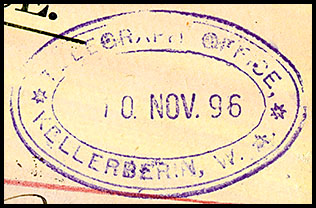 TELEGRAPH OFFICE,
10 NOV. 96
KELLERBERIN, W. A.